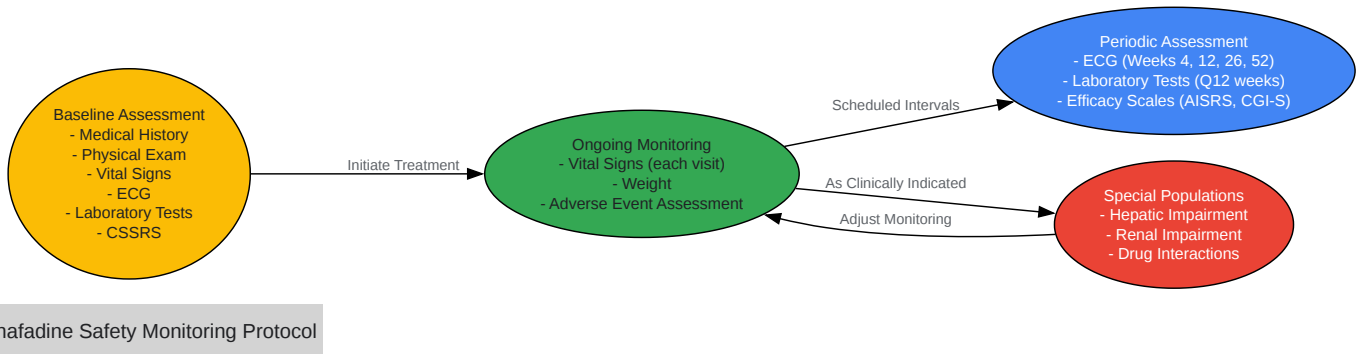 Baseline Assessment
- Medical History
- Physical Exam
- Vital Signs
- ECG
- Laboratory Tests
- CSSRS
Initiate Treatment
Ongoing Monitoring
- Vital Signs (each visit)
- Weight
- Adverse Event Assessment
Scheduled Intervals
As Clinically Indicated
Adjust Monitoring
Periodic Assessment
- ECG (Weeks 4, 12, 26, 52)
- Laboratory Tests (Q12 weeks)
- Efficacy Scales (AISRS, CGI-S)
Special Populations
- Hepatic Impairment
- Renal Impairment
- Drug Interactions
Safety Monitoring Protocol